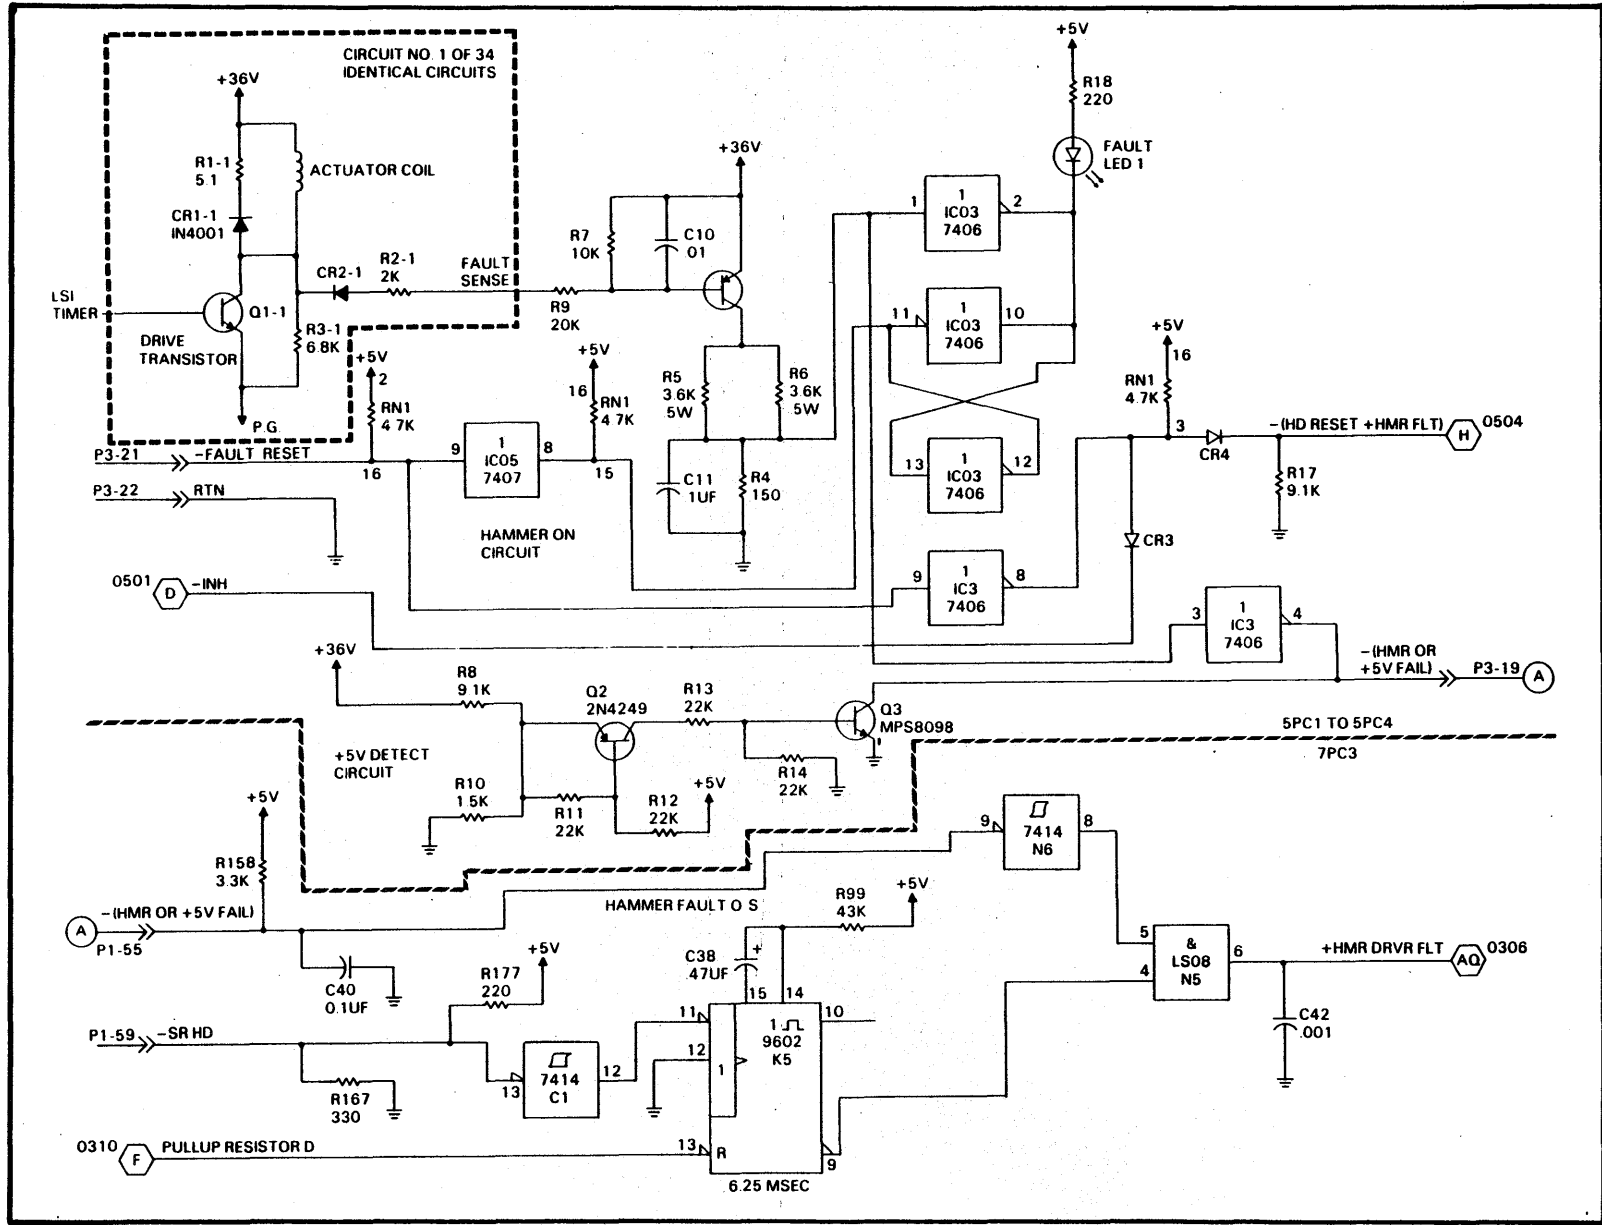 CIRCUIT NO. 1 OF 34
IDENTICAL CIRCUITS
+36V
R1-1
5.1
ACTUATOR COIL
CR1-1
IN4001
CR2-1
R2-1
2K
FAULT
SENSE
LSI
TIMER
Q1-1
DRIVE
TRANSISTOR
R3-1
6.8K
P.G.
+36V
R7
10K
C10
.01
R9
20K
R5
3.6K
5W
R6
3.6K
5W
C11
1UF
R4
150
+5V
R18
220
FAULT
LED 1
1
1
IC03
7406
2
11
1
IC03
7406
10
13
1
IC03
7406
12
9
1
IC3
7406
8
+5V
2
RN1
4.7K
16
+5V
16
RN1
4.7K
15
P3-21
-FAULT RESET
9
1
IC05
7407
8
P3-22
RTN
HAMMER ON
CIRCUIT
0501
D
-INH
+5V
16
RN1
4.7K
3
CR4
CR3
-(HD RESET +HMR FLT)
H
0504
R17
9.1K
3
1
IC3
7406
4
-(HMR OR
+5V FAIL)
P3-19
A
+36V
R8
9.1K
Q2
2N4249
R13
22K
Q3
MPS8098
R14
22K
+5V DETECT
CIRCUIT
R10
1.5K
R11
22K
R12
22K
+5V
5PC1 TO 5PC4
7PC3
+5V
R158
3.3K
A
-(HMR OR +5V FAIL)
P1-55
C40
0.1UF
HAMMER FAULT O S
9
7414
N6
8
R99
43K
+5V
C38
.47UF
+
15
14
R177
220
+5V
P1-59
-SR HD
R167
330
13
7414
C1
12
11
12
1
1
9602
K5
10
13
R
9
6.25 MSEC
0310
F
PULLUP RESISTOR D
5
4
&
LS08
N5
6
+HMR DRVR FLT
AQ
0306
C42
.001